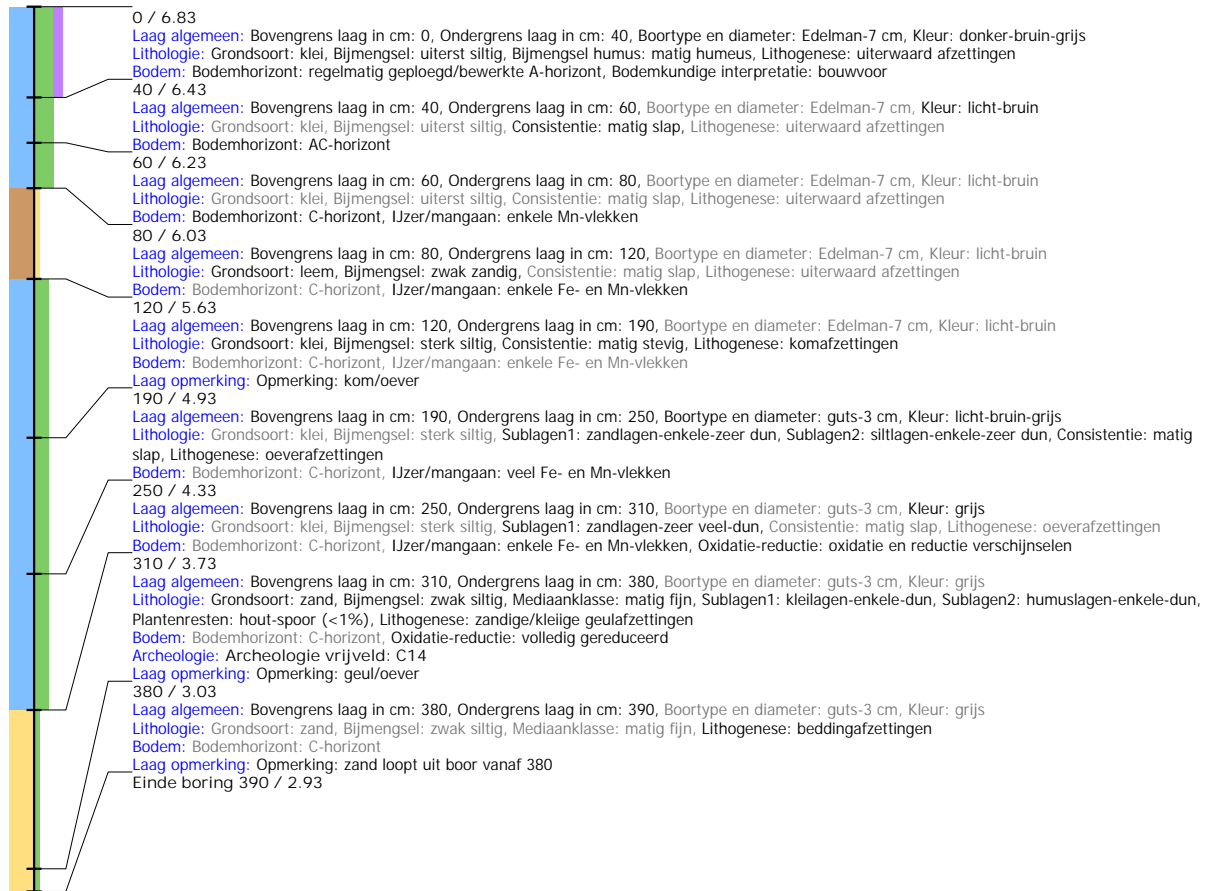 0 / 6.83
Laag algemeen: Bovengrens laag in cm: 0, Ondergrens laag in cm: 40, Boortype en diameter: Edelman-7 cm, Kleur: donker-bruin-grijs
Lithologie: Grondsoort: klei, Bijmengsel: uiterst siltig, Bijmengsel humus: matig humeus, Lithogenese: uiterwaard afzettingen
Bodem: Bodemhorizont: regelmatig geploegd/bewerkte A-horizont, Bodemkundige interpretatie: bouwvoor
40 / 6.43
Laag algemeen: Bovengrens laag in cm: 40, Ondergrens laag in cm: 60, Boortype en diameter: Edelman-7 cm, Kleur: licht-bruin
Lithologie: Grondsoort: klei, Bijmengsel: uiterst siltig, Consistentie: matig slap, Lithogenese: uiterwaard afzettingen
Bodem: Bodemhorizont: AC-horizont
60 / 6.23
Laag algemeen: Bovengrens laag in cm: 60, Ondergrens laag in cm: 80, Boortype en diameter: Edelman-7 cm, Kleur: licht-bruin
Lithologie: Grondsoort: klei, Bijmengsel: uiterst siltig, Consistentie: matig slap, Lithogenese: uiterwaard afzettingen
Bodem: Bodemhorizont: C-horizont, IJzer/mangaan: enkele Mn-vlekken
80 / 6.03
Laag algemeen: Bovengrens laag in cm: 80, Ondergrens laag in cm: 120, Boortype en diameter: Edelman-7 cm, Kleur: licht-bruin
Lithologie: Grondsoort: leem, Bijmengsel: zwak zandig, Consistentie: matig slap, Lithogenese: uiterwaard afzettingen
Bodem: Bodemhorizont: C-horizont, IJzer/mangaan: enkele Fe- en Mn-vlekken
120 / 5.63
Laag algemeen: Bovengrens laag in cm: 120, Ondergrens laag in cm: 190, Boortype en diameter: Edelman-7 cm, Kleur: licht-bruin
Lithologie: Grondsoort: klei, Bijmengsel: sterk siltig, Consistentie: matig stevig, Lithogenese: komafzettingen
Bodem: Bodemhorizont: C-horizont, IJzer/mangaan: enkele Fe- en Mn-vlekken
Laag opmerking: Opmerking: kom/oever
190 / 4.93
Laag algemeen: Bovengrens laag in cm: 190, Ondergrens laag in cm: 250, Boortype en diameter: guts-3 cm, Kleur: licht-bruin-grijs
Lithologie: Grondsoort: klei, Bijmengsel: sterk siltig, Sublagen1: zandlagen-enkele-zeer dun, Sublagen2: siltlagen-enkele-zeer dun, Consistentie: matig
slap, Lithogenese: oeverafzettingen
Bodem: Bodemhorizont: C-horizont, IJzer/mangaan: veel Fe- en Mn-vlekken
250 / 4.33
Laag algemeen: Bovengrens laag in cm: 250, Ondergrens laag in cm: 310, Boortype en diameter: guts-3 cm, Kleur: grijs
Lithologie: Grondsoort: klei, Bijmengsel: sterk siltig, Sublagen1: zandlagen-zeer veel-dun, Consistentie: matig slap, Lithogenese: oeverafzettingen
Bodem: Bodemhorizont: C-horizont, IJzer/mangaan: enkele Fe- en Mn-vlekken, Oxidatie-reductie: oxidatie en reductie verschijnselen
310 / 3.73
Laag algemeen: Bovengrens laag in cm: 310, Ondergrens laag in cm: 380, Boortype en diameter: guts-3 cm, Kleur: grijs
Lithologie: Grondsoort: zand, Bijmengsel: zwak siltig, Mediaanklasse: matig fijn, Sublagen1: kleilagen-enkele-dun, Sublagen2: humuslagen-enkele-dun,
Plantenresten: hout-spoor (<1%), Lithogenese: zandige/kleiige geulafzettingen
Bodem: Bodemhorizont: C-horizont, Oxidatie-reductie: volledig gereduceerd
Archeologie: Archeologie vrijveld: C14
Laag opmerking: Opmerking: geul/oever
380 / 3.03
Laag algemeen: Bovengrens laag in cm: 380, Ondergrens laag in cm: 390, Boortype en diameter: guts-3 cm, Kleur: grijs
Lithologie: Grondsoort: zand, Bijmengsel: zwak siltig, Mediaanklasse: matig fijn, Lithogenese: beddingafzettingen
Bodem: Bodemhorizont: C-horizont
Laag opmerking: Opmerking: zand loopt uit boor vanaf 380
Einde boring 390 / 2.93